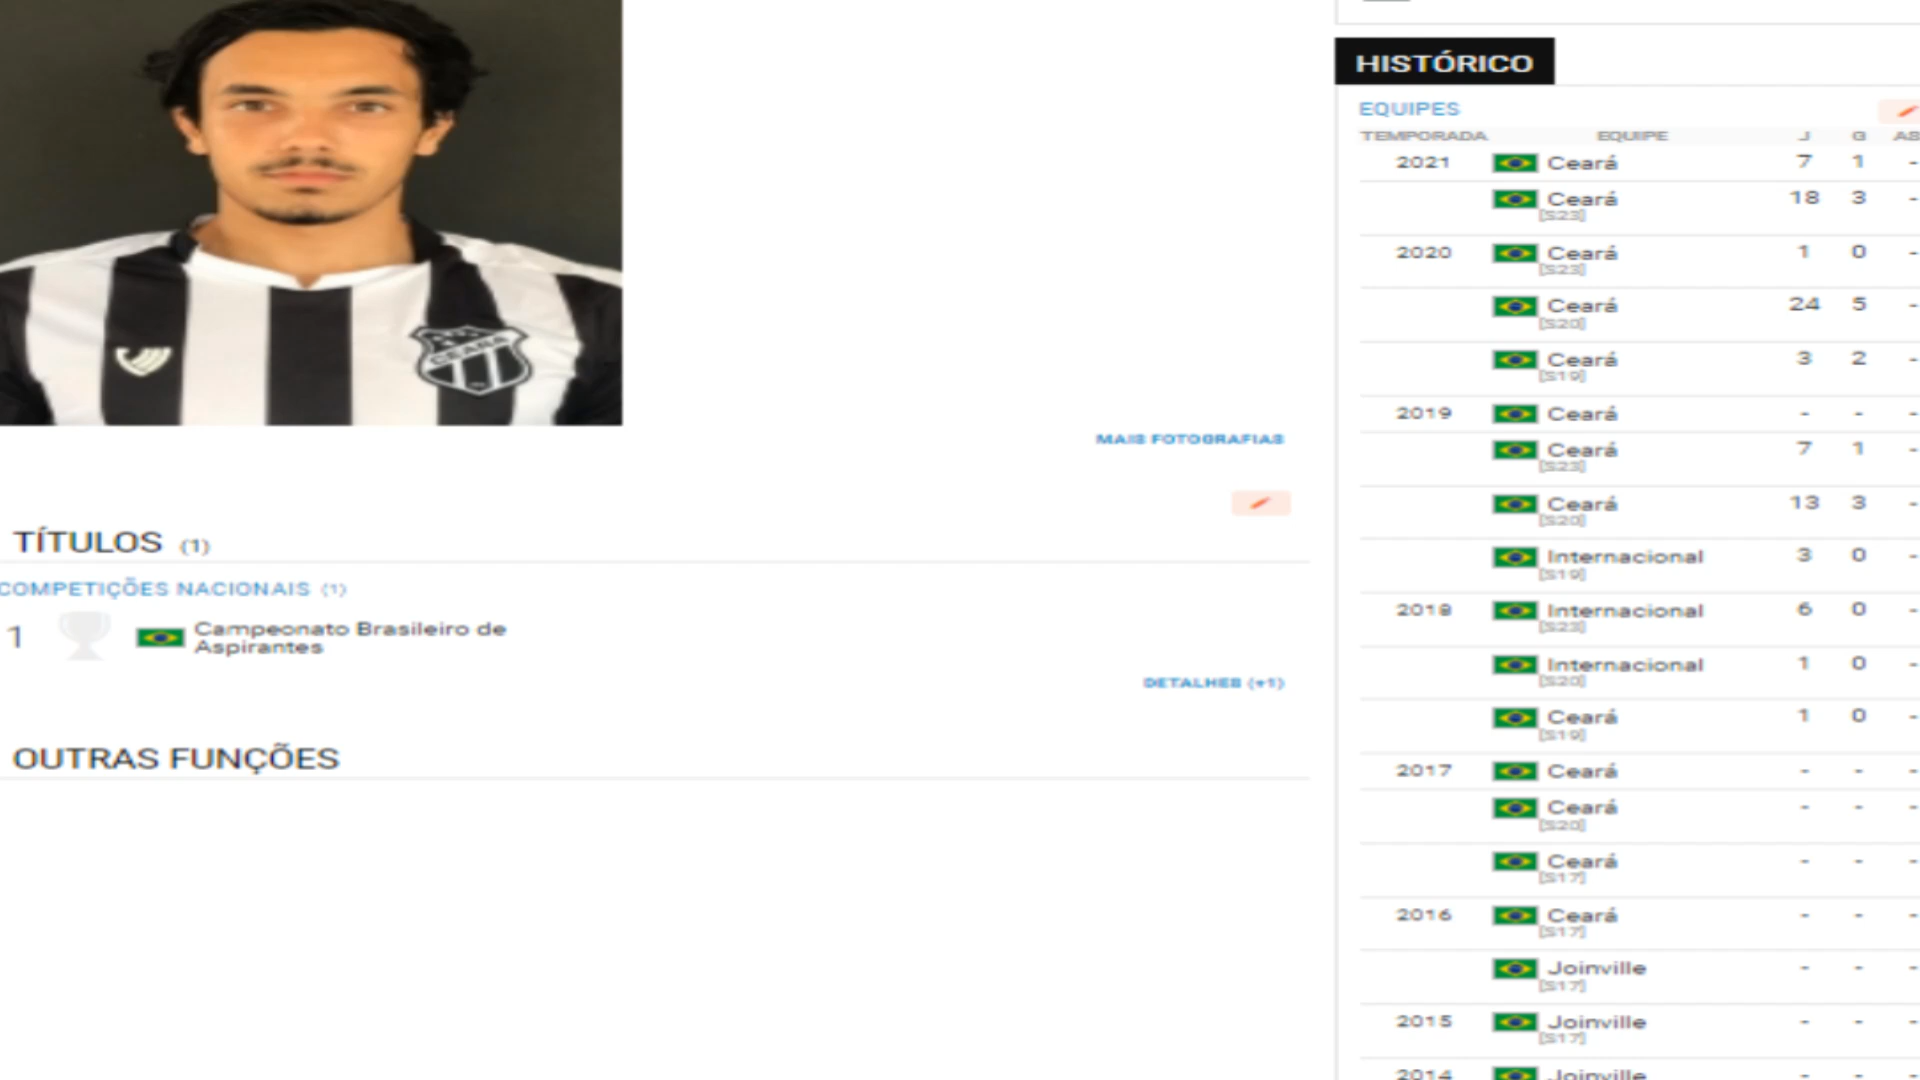 CEARÁ
MAIS FOTOGRAFIAS
TÍTULOS (1)
COMPETIÇÕES NACIONAIS (1)
1 Campeonato Brasileiro de
Aspirantes
DETALHES (+1)
OUTRAS FUNÇÕES
HISTÓRICO
EQUIPES
TEMPORADA EQUIPE J G AS
2021 Ceará 7 1 -
Ceará 18 3 -
[S23]
2020 Ceará 1 0 -
[S23]
Ceará 24 5 -
[S20]
Ceará 3 2 -
[S19]
2019 Ceará - - -
Ceará 7 1 -
[S23]
Ceará 13 3 -
[S20]
Internacional 3 0 -
[S19]
2018 Internacional 6 0 -
[S23]
Internacional 1 0 -
[S20]
Ceará 1 0 -
[S19]
2017 Ceará - - -
Ceará - - -
[S20]
Ceará - - -
[S17]
2016 Ceará - - -
[S17]
Joinville - - -
[S17]
2015 Joinville - - -
[S17]
2014 Joinville - - -